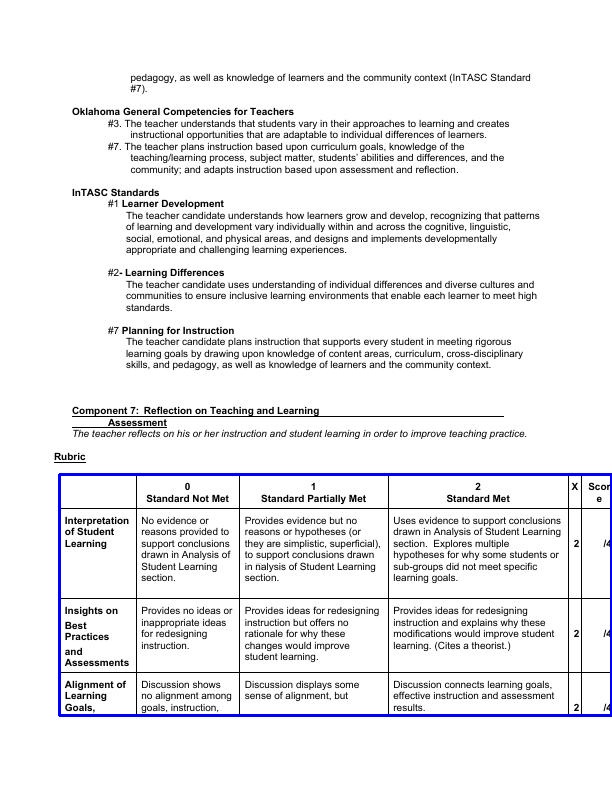 pedagogy, as well as knowledge of learners and the community context (InTASC Standard
#7).
Oklahoma General Competencies for Teachers
#3. The teacher understands that students vary in their approaches to learning and creates
instructional opportunities that are adaptable to individual differences of learners.
#7. The teacher plans instruction based upon curriculum goals, knowledge of the
teaching/learning process, subject matter, students' abilities and differences, and the
community; and adapts instruction based upon assessment and reflection.
InTASC Standards
#1 Learner Development
The teacher candidate understands how learners grow and develop, recognizing that patterns
of learning and development vary individually within and across the cognitive, linguistic,
social, emotional, and physical areas, and designs and implements developmentally
appropriate and challenging learning experiences.
#2- Learning Differences
The teacher candidate uses understanding of individual differences and diverse cultures and
communities to ensure inclusive learning environments that enable each learner to meet high
standards.
#7 Planning for Instruction
The teacher candidate plans instruction that supports every student in meeting rigorous
learning goals by drawing upon knowledge of content areas, curriculum, cross-disciplinary
skills, and pedagogy, as well as knowledge of learners and the community context.
Component 7: Reflection on Teaching and Learning
Assessment
The teacher reflects on his or her instruction and student learning in order to improve teaching practice.
Rubric
0
Standard Not Met
1
Standard Partially Met
2
Standard Met
X
Scor
e
Interpretation
of Student
Learning
No evidence or
reasons provided to
support conclusions
drawn in Analysis of
Student Learning
section.
Provides evidence but no
reasons or hypotheses (or
they are simplistic, superficial),
to support conclusions drawn
in nalysis of Student Learning
section.
Uses evidence to support conclusions
drawn in Analysis of Student Learning
section. Explores multiple
hypotheses for why some students or
sub-groups did not meet specific
learning goals.
2
/4
Insights on
Best
Practices
and
Assessments
Provides no ideas or
inappropriate ideas
for redesigning
instruction.
Provides ideas for redesigning
instruction but offers no
rationale for why these
changes would improve
student learning.
Provides ideas for redesigning
instruction and explains why these
modifications would improve student
learning. (Cites a theorist.)
2
/4
Alignment of
Learning
Goals,
Discussion shows
no alignment among
goals, instruction,
Discussion displays some
sense of alignment, but
Discussion connects learning goals,
effective instruction and assessment
results.
2
/4